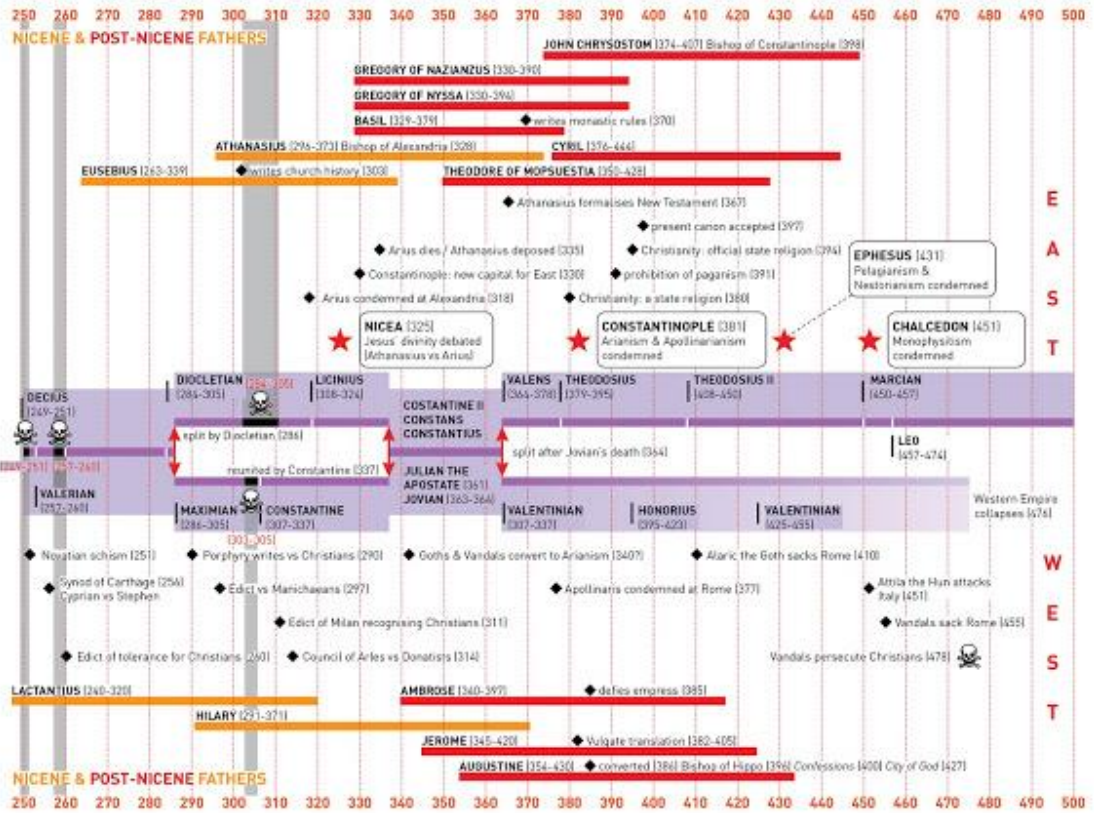 250 260 270 280 290 300 310 320 330 340 350 360 370 380 390 400 410 420 430 440 450 460 470 480 490 500
NICENE & POST-NICENE FATHERS
JOHN CHRYSOSTOM (374-407) Bishop of Constantinople (398)
GREGORY OF NAZIANZUS (330-390)
GREGORY OF NYSSA (330-394)
BASIL (329-379)
writes monastic rules (370)
ATHANASIUS (296-373) Bishop of Alexandria (328)
CYRIL (376-444)
EUSEBIUS (263-339)
writes church history (303)
THEODORE OF MOPSUESTIA (350-428)
Athanasius formalises New Testament (367)
present canon accepted (397)
Arius dies / Athanasius deposed (335)
Christianity: official state religion (394)
Constantinople: new capital for East (330)
prohibition of paganism (391)
Arius condemned at Alexandria (318)
Christianity: a state religion (380)
EPHESUS (431)
Pelagianism &
Nestorianism condemned
NICEA (325)
Jesus' divinity debated
(Athanasius vs Arius)
CONSTANTINOPLE (381)
Arianism & Apollinarianism
condemned
CHALCEDON (451)
Monophysitism
condemned
E
A
S
T
DECIUS
(249-251)
DIOCLETIAN
(284-305)
(284-305)
LICINIUS
(308-324)
COSTANTINE II
CONSTANS
CONSTANTIUS
VALENS
(364-378)
THEODOSIUS
(379-395)
THEODOSIUS II
(408-450)
MARCIAN
(450-457)
split by Diocletian (286)
split after Jovian's death (364)
LEO
(457-474)
(249-251)
(257-260)
reunited by Constantine (337)
JULIAN THE
APOSTATE (361)
JOVIAN (363-364)
VALERIAN
(257-260)
MAXIMIAN
(286-305)
(303-305)
CONSTANTINE
(307-337)
VALENTINIAN
(307-337)
HONORIUS
(395-423)
VALENTINIAN
(425-455)
Western Empire
collapses (476)
Novatian schism (251)
Porphyry writes vs Christians (290)
Goths & Vandals convert to Arianism (340?)
Alaric the Goth sacks Rome (410)
Synod of Carthage (256)
Cyprian vs Stephen
Edict vs Manichaeans (297)
Apollinaris condemned at Rome (377)
Attila the Hun attacks
Italy (451)
Edict of Milan recognising Christians (311)
Vandals sack Rome (455)
Edict of tolerance for Christians (260)
Council of Arles vs Donatists (314)
Vandals persecute Christians (478)
W
E
S
T
LACTANTIUS (240-320)
AMBROSE (340-397)
defies empress (385)
HILARY (291-371)
JEROME (345-420)
Vulgate translation (382-405)
AUGUSTINE (354-430)
converted (386) Bishop of Hippo (396) Confessions (400) City of God (427)
NICENE & POST-NICENE FATHERS
250 260 270 280 290 300 310 320 330 340 350 360 370 380 390 400 410 420 430 440 450 460 470 480 490 500